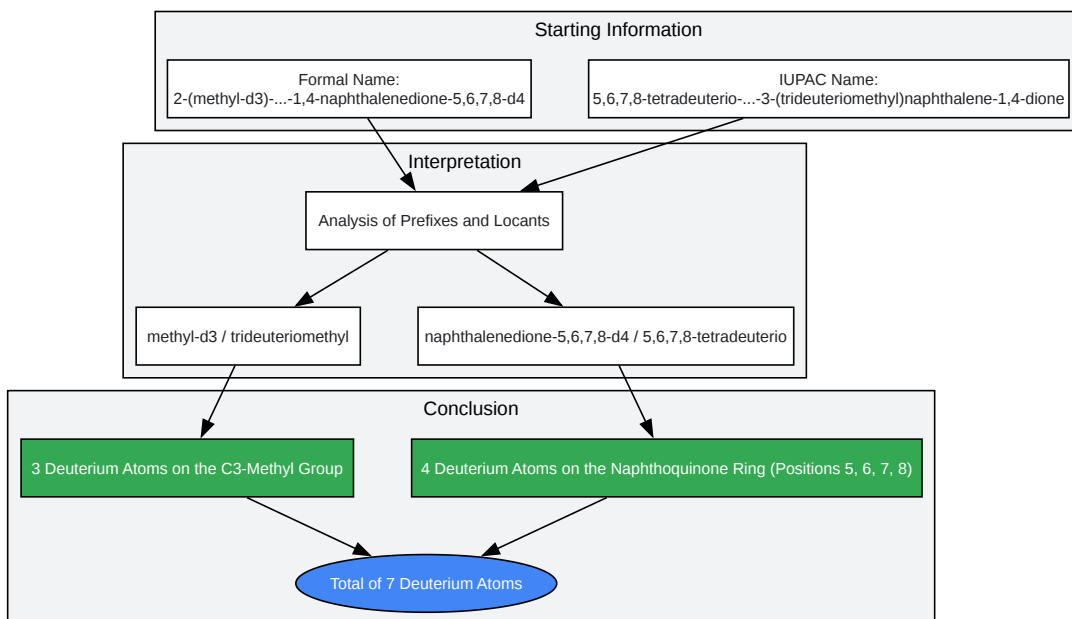 Starting Information
Formal Name:
2-(methyl-d3)-...-1,4-naphthalenedione-5,6,7,8-d4
IUPAC Name:
5,6,7,8-tetradeuterio-...-3-(trideuteriomethyl)naphthalene-1,4-dione
Interpretation
Analysis of Prefixes and Locants
methyl-d3 / trideuteriomethyl
naphthalenedione-5,6,7,8-d4 / 5,6,7,8-tetradeuterio
Conclusion
3 Deuterium Atoms on the C3-Methyl Group
4 Deuterium Atoms on the Naphthoquinone Ring (Positions 5, 6, 7, 8)
Total of 7 Deuterium Atoms